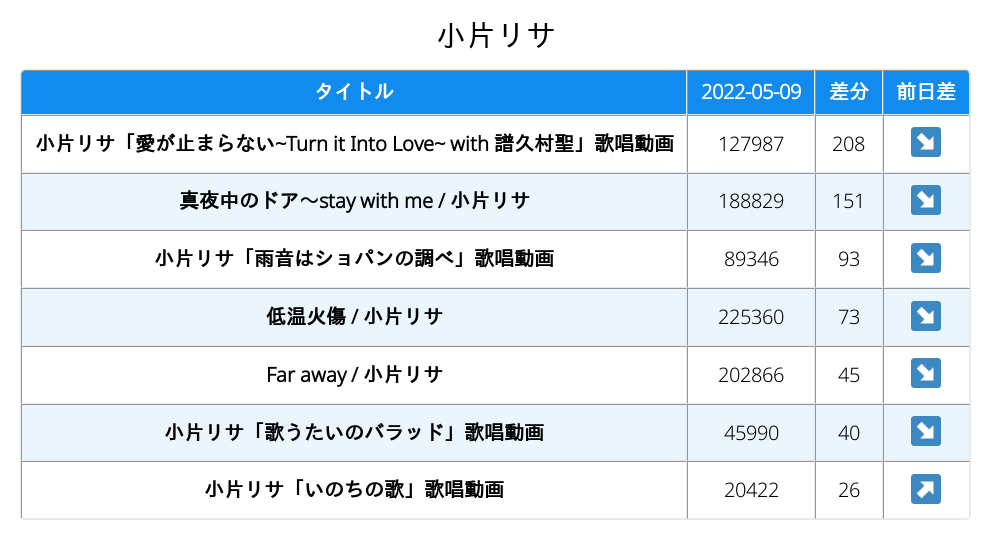 小片リサ
タイトル 2022-05-09 差分 前日差
小片リサ「愛が止まらない~Turn it Into Love~ with 譜久村聖」歌唱動画 127987 208 ↘
真夜中のドア～stay with me / 小片リサ 188829 151 ↘
小片リサ「雨音はショパンの調べ」歌唱動画 89346 93 ↘
低温火傷 / 小片リサ 225360 73 ↘
Far away / 小片リサ 202866 45 ↘
小片リサ「歌うたいのバラッド」歌唱動画 45990 40 ↘
小片リサ「いのちの歌」歌唱動画 20422 26 ↗